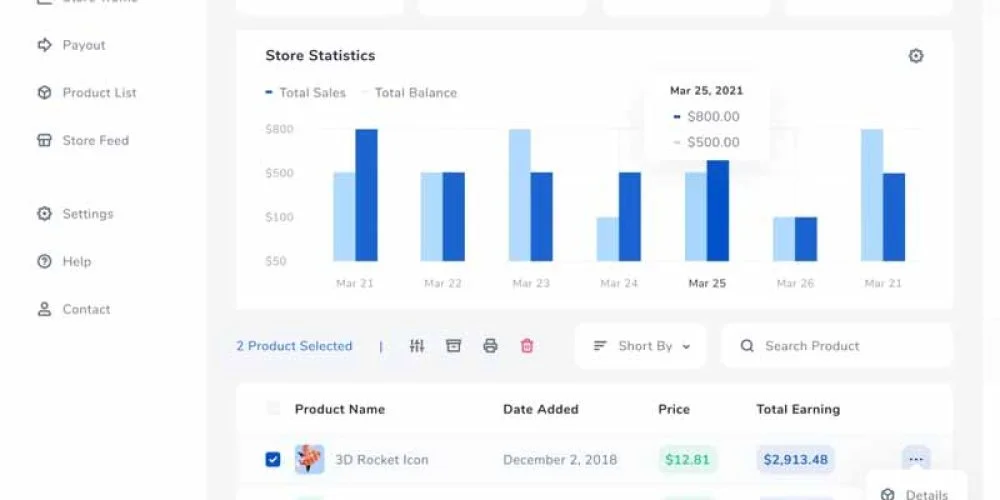 Payout
Product List
Store Feed
Settings
Help
Contact
Store Statistics
Total Sales Total Balance
Mar 25, 2021
$800.00
$500.00
$800
$500
$100
$50
Mar 21 Mar 22 Mar 23 Mar 24 Mar 25 Mar 26 Mar 21
2 Product Selected | Short By Search Product
Product Name Date Added Price Total Earning
3D Rocket Icon December 2, 2018 $12.81 $2,913.48 ...
Details